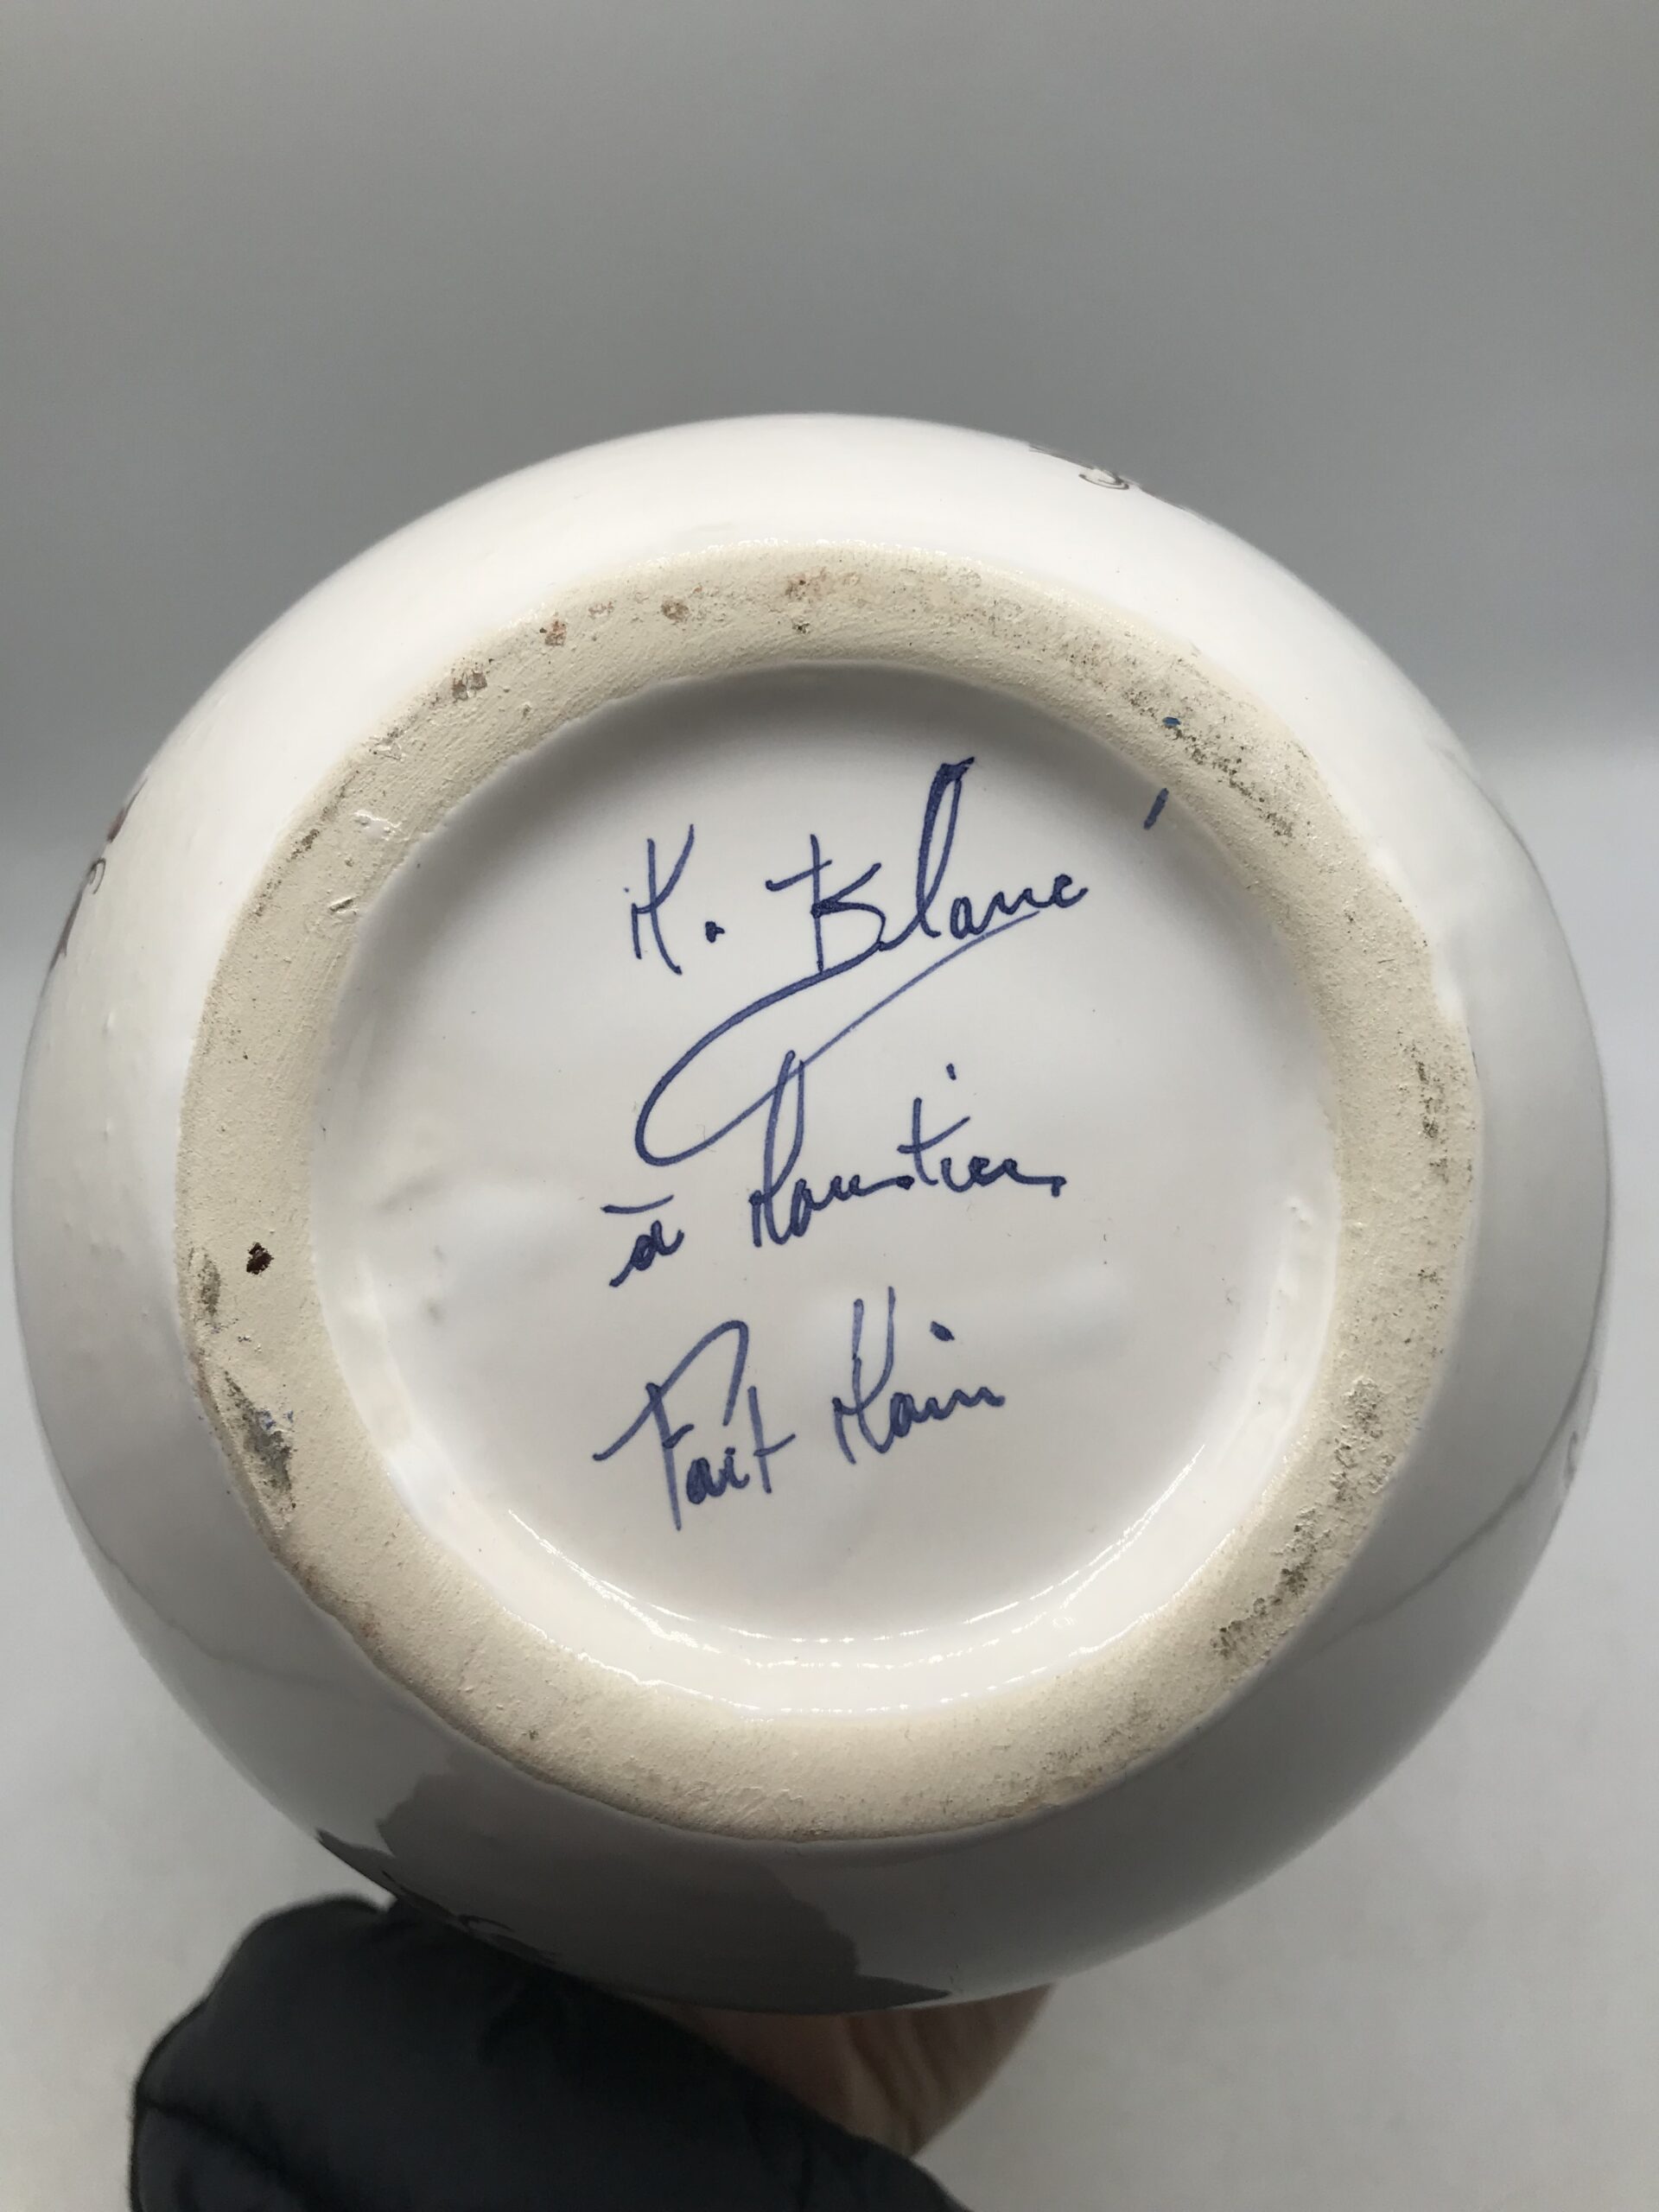 M. Blanc
à Moustiers
Fait Main